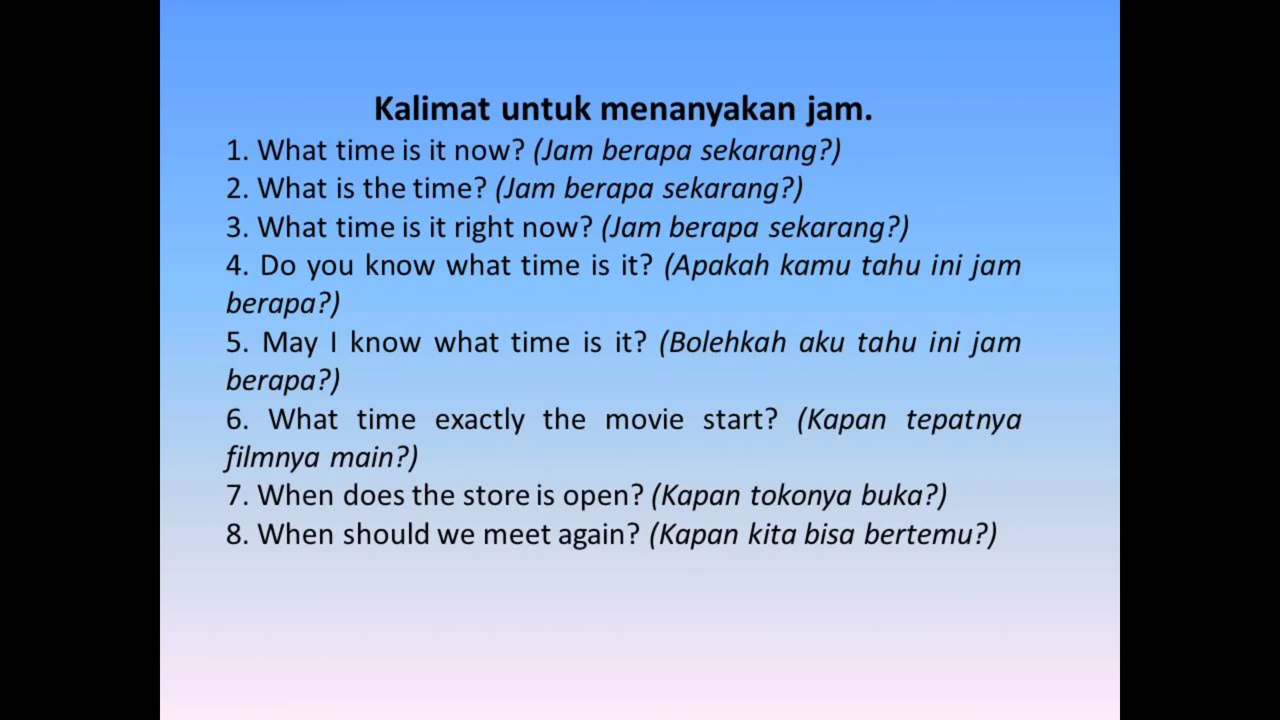 Kalimat untuk menanyakan jam.
1. What time is it now? (Jam berapa sekarang?)
2. What is the time? (Jam berapa sekarang?)
3. What time is it right now? (Jam berapa sekarang?)
4. Do you know what time is it? (Apakah kamu tahu ini jam
berapa?)
5. May I know what time is it? (Bolehkah aku tahu ini jam
berapa?)
6. What time exactly the movie start? (Kapan tepatnya
filmnya main?)
7. When does the store is open? (Kapan tokonya buka?)
8. When should we meet again? (Kapan kita bisa bertemu?)